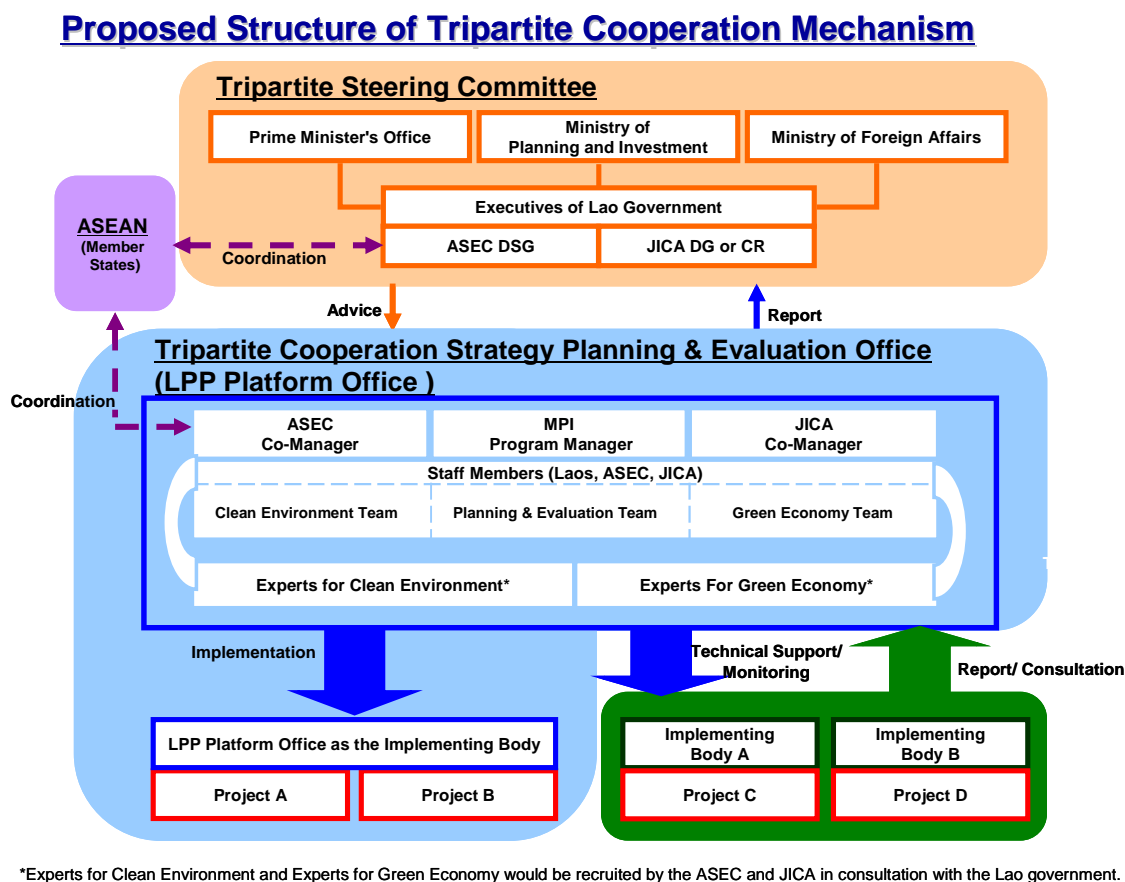 Proposed Structure of Tripartite Cooperation Mechanism
Tripartite Steering Committee
Prime Minister's Office
Ministry of
Planning and Investment
Ministry of Foreign Affairs
Executives of Lao Government
ASEC DSG
JICA DG or CR
ASEAN
(Member
States)
Coordination
Advice
Report
Tripartite Cooperation Strategy Planning & Evaluation Office
(LPP Platform Office )
Coordination
ASEC
Co-Manager
MPI
Program Manager
JICA
Co-Manager
Staff Members (Laos, ASEC, JICA)
Clean Environment Team
Planning & Evaluation Team
Green Economy Team
Experts for Clean Environment*
Experts For Green Economy*
Implementation
Technical Support/
Monitoring
Report/ Consultation
LPP Platform Office as the Implementing Body
Project A
Project B
Implementing
Body A
Implementing
Body B
Project C
Project D
*Experts for Clean Environment and Experts for Green Economy would be recruited by the ASEC and JICA in consultation with the Lao government.